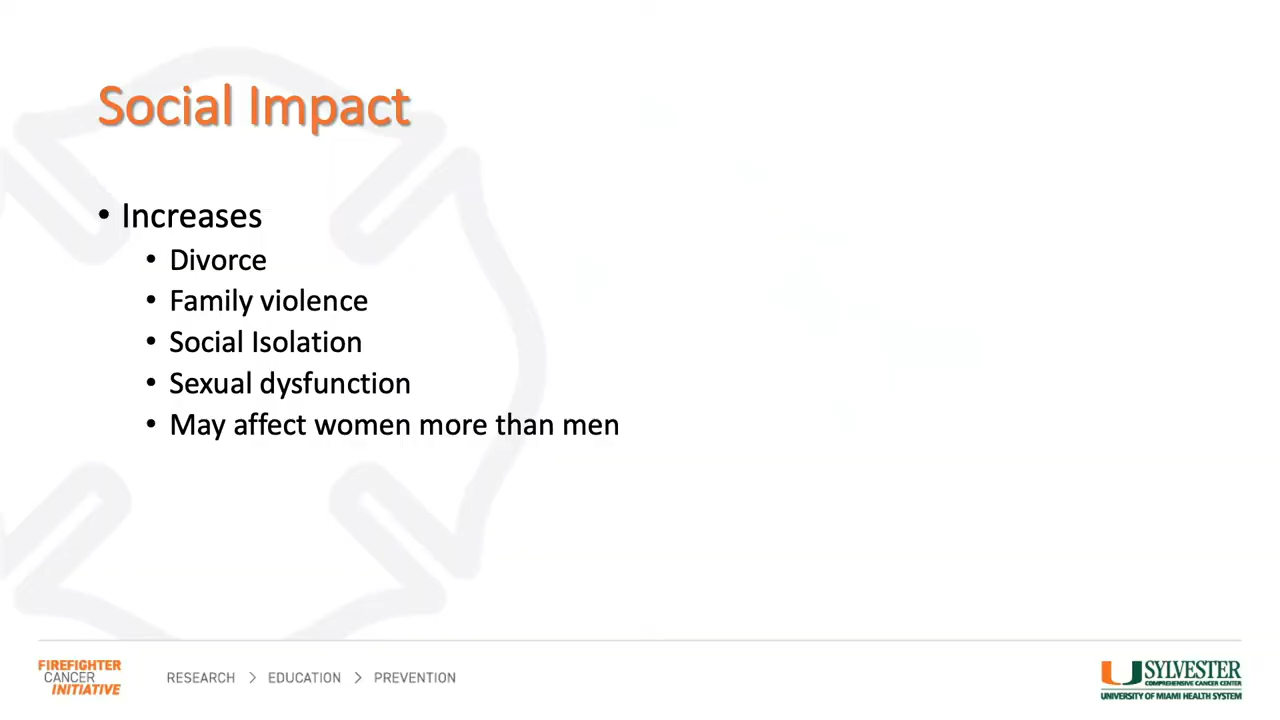 Social Impact
• Increases
• Divorce
• Family violence
• Social Isolation
• Sexual dysfunction
• May affect women more than men
FIREFIGHTER
CANCER
INITIATIVE
RESEARCH > EDUCATION > PREVENTION
SYLVESTER
COMPREHENSIVE CANCER CENTER
UNIVERSITY OF MIAMI HEALTH SYSTEM